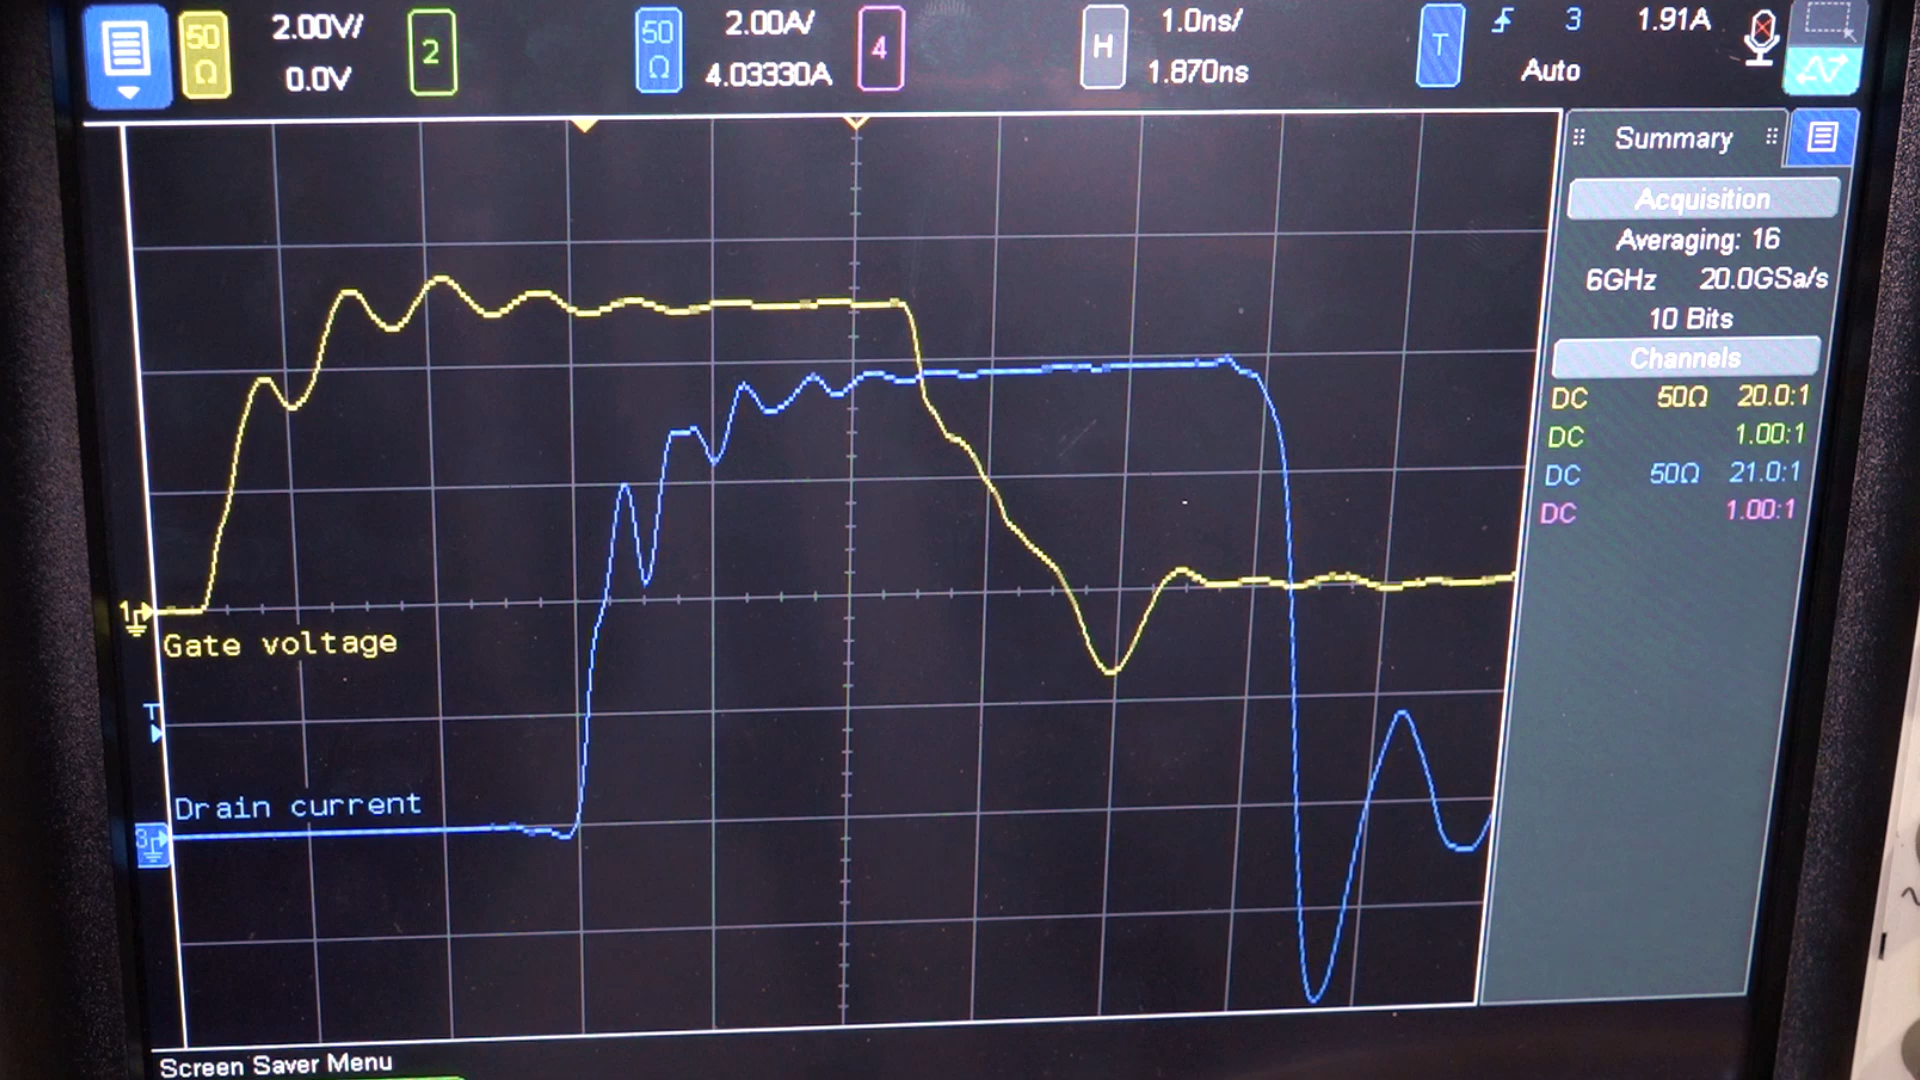 50
Ω
2.00V/
0.0V
2
50
Ω
2.00A/
4.03330A
4
H
1.0ns/
1.870ns
T
3
1.91A
Auto
Summary
Acquisition
Averaging: 16
6GHz 20.0GSa/s
10 Bits
Channels
DC 50Ω 20.0:1
DC 1.00:1
DC 50Ω 21.0:1
DC 1.00:1
1
Gate voltage
T
Drain current
3
Screen Saver Menu